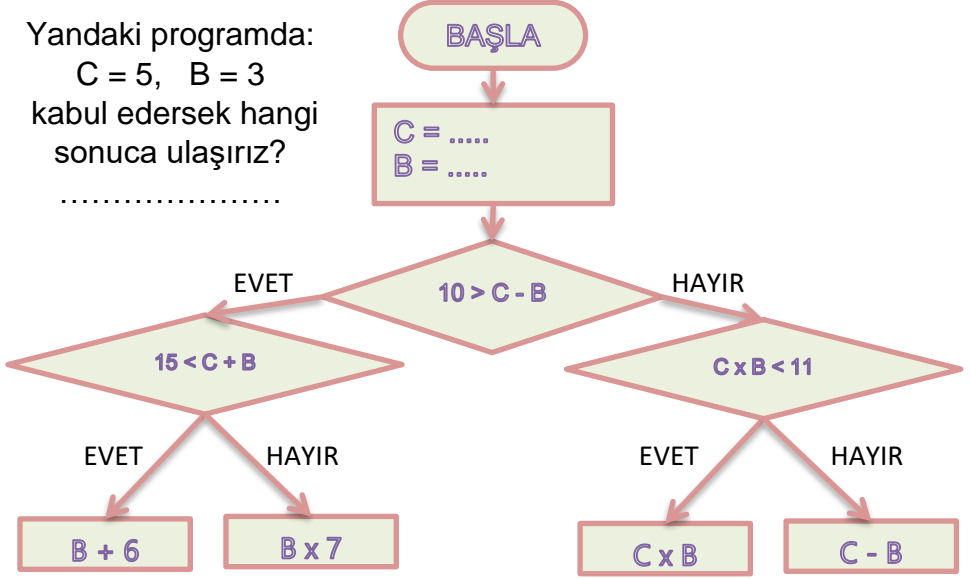 Yandaki programda:
C = 5, B = 3
kabul edersek hangi
sonuca ulaşırız?
…………………
BAŞLA
C = .....
B = .....
10 > C - B
EVET
HAYIR
15 < C + B
C x B < 11
EVET
HAYIR
EVET
HAYIR
B + 6
B x 7
C x B
C - B